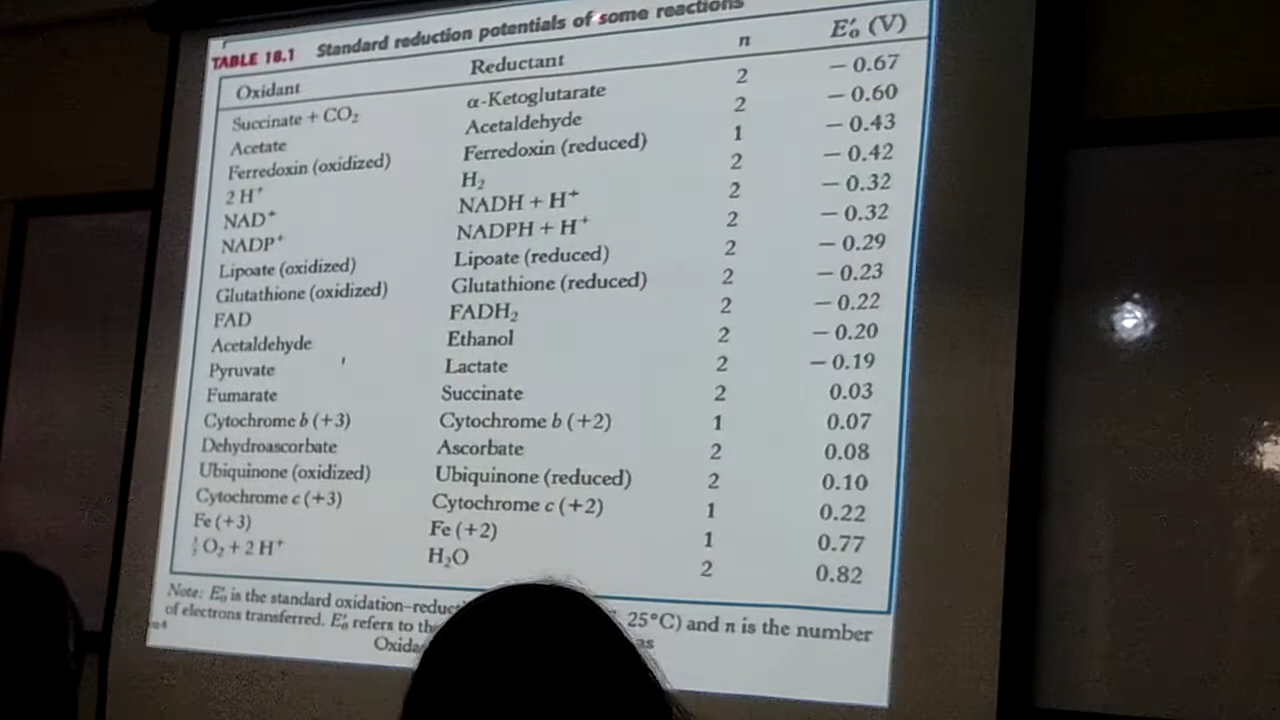 TABLE 18.1 Standard reduction potentials of some reactions
Oxidant Reductant n E′₀ (V)
Succinate + CO₂ α-Ketoglutarate 2 − 0.67
Acetate Acetaldehyde 2 − 0.60
Ferredoxin (oxidized) Ferredoxin (reduced) 1 − 0.43
2 H⁺ H₂ 2 − 0.42
NAD⁺ NADH + H⁺ 2 − 0.32
NADP⁺ NADPH + H⁺ 2 − 0.32
Lipoate (oxidized) Lipoate (reduced) 2 − 0.29
Glutathione (oxidized) Glutathione (reduced) 2 − 0.23
FAD FADH₂ 2 − 0.22
Acetaldehyde Ethanol 2 − 0.20
Pyruvate Lactate 2 − 0.19
Fumarate Succinate 2 0.03
Cytochrome b (+3) Cytochrome b (+2) 1 0.07
Dehydroascorbate Ascorbate 2 0.08
Ubiquinone (oxidized) Ubiquinone (reduced) 2 0.10
Cytochrome c (+3) Cytochrome c (+2) 1 0.22
Fe (+3) Fe (+2) 1 0.77
½ O₂ + 2 H⁺ H₂O 2 0.82
Note: E′₀ is the standard oxidation–reduc 25°C) and n is the number
of electrons transferred. E′₀ refers to th
Oxida as